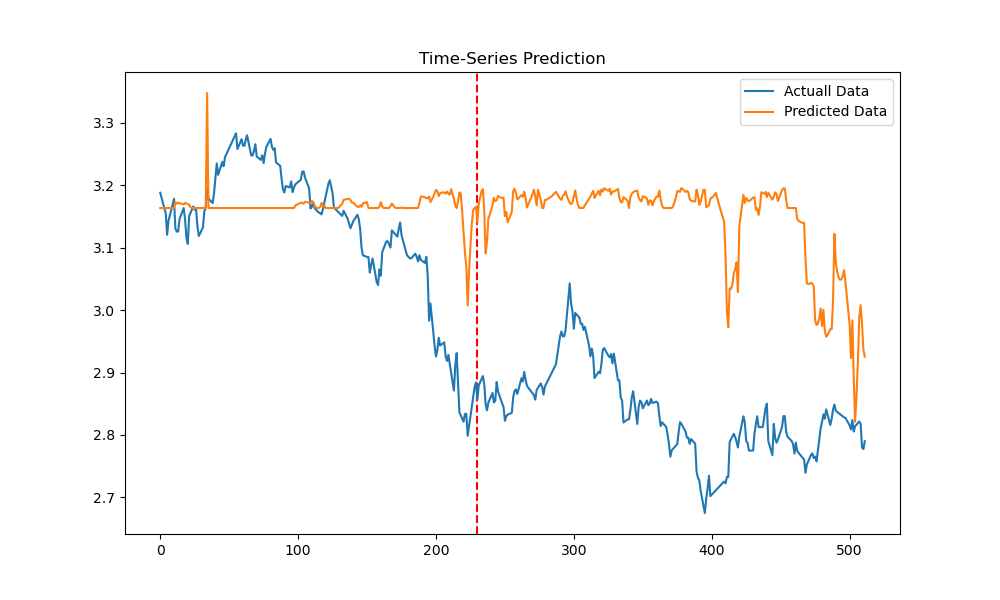 Time-Series Prediction
Actuall Data
Predicted Data
3.3
3.2
3.1
3.0
2.9
2.8
2.7
0 100 200 300 400 500